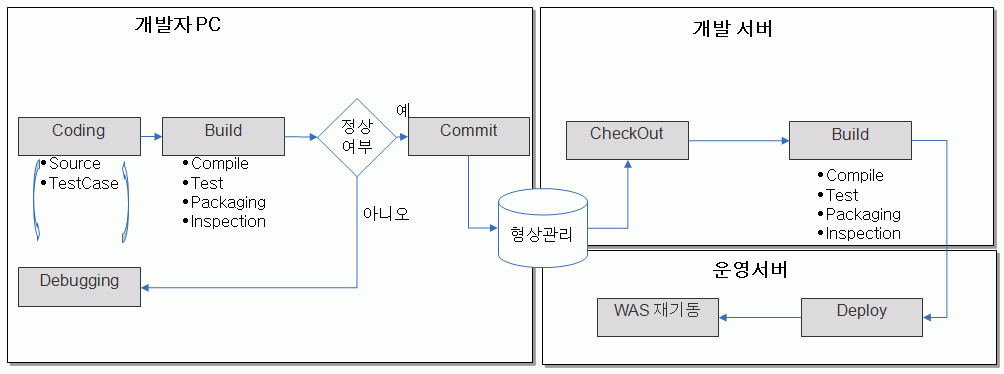 개발자 PC
Coding
• Source
• TestCase
Build
• Compile
• Test
• Packaging
• Inspection
정상
여부
예
아니오
Commit
Debugging
형상관리
개발 서버
CheckOut
Build
• Compile
• Test
• Packaging
• Inspection
운영서버
WAS 재기동
Deploy